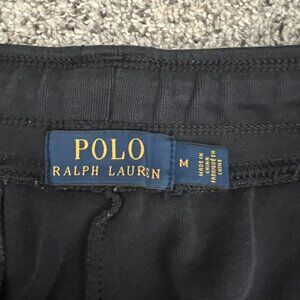 POLO
RALPH LAUREN
M
MADE IN
CHINA
FABRIQUÉ EN
CHINE